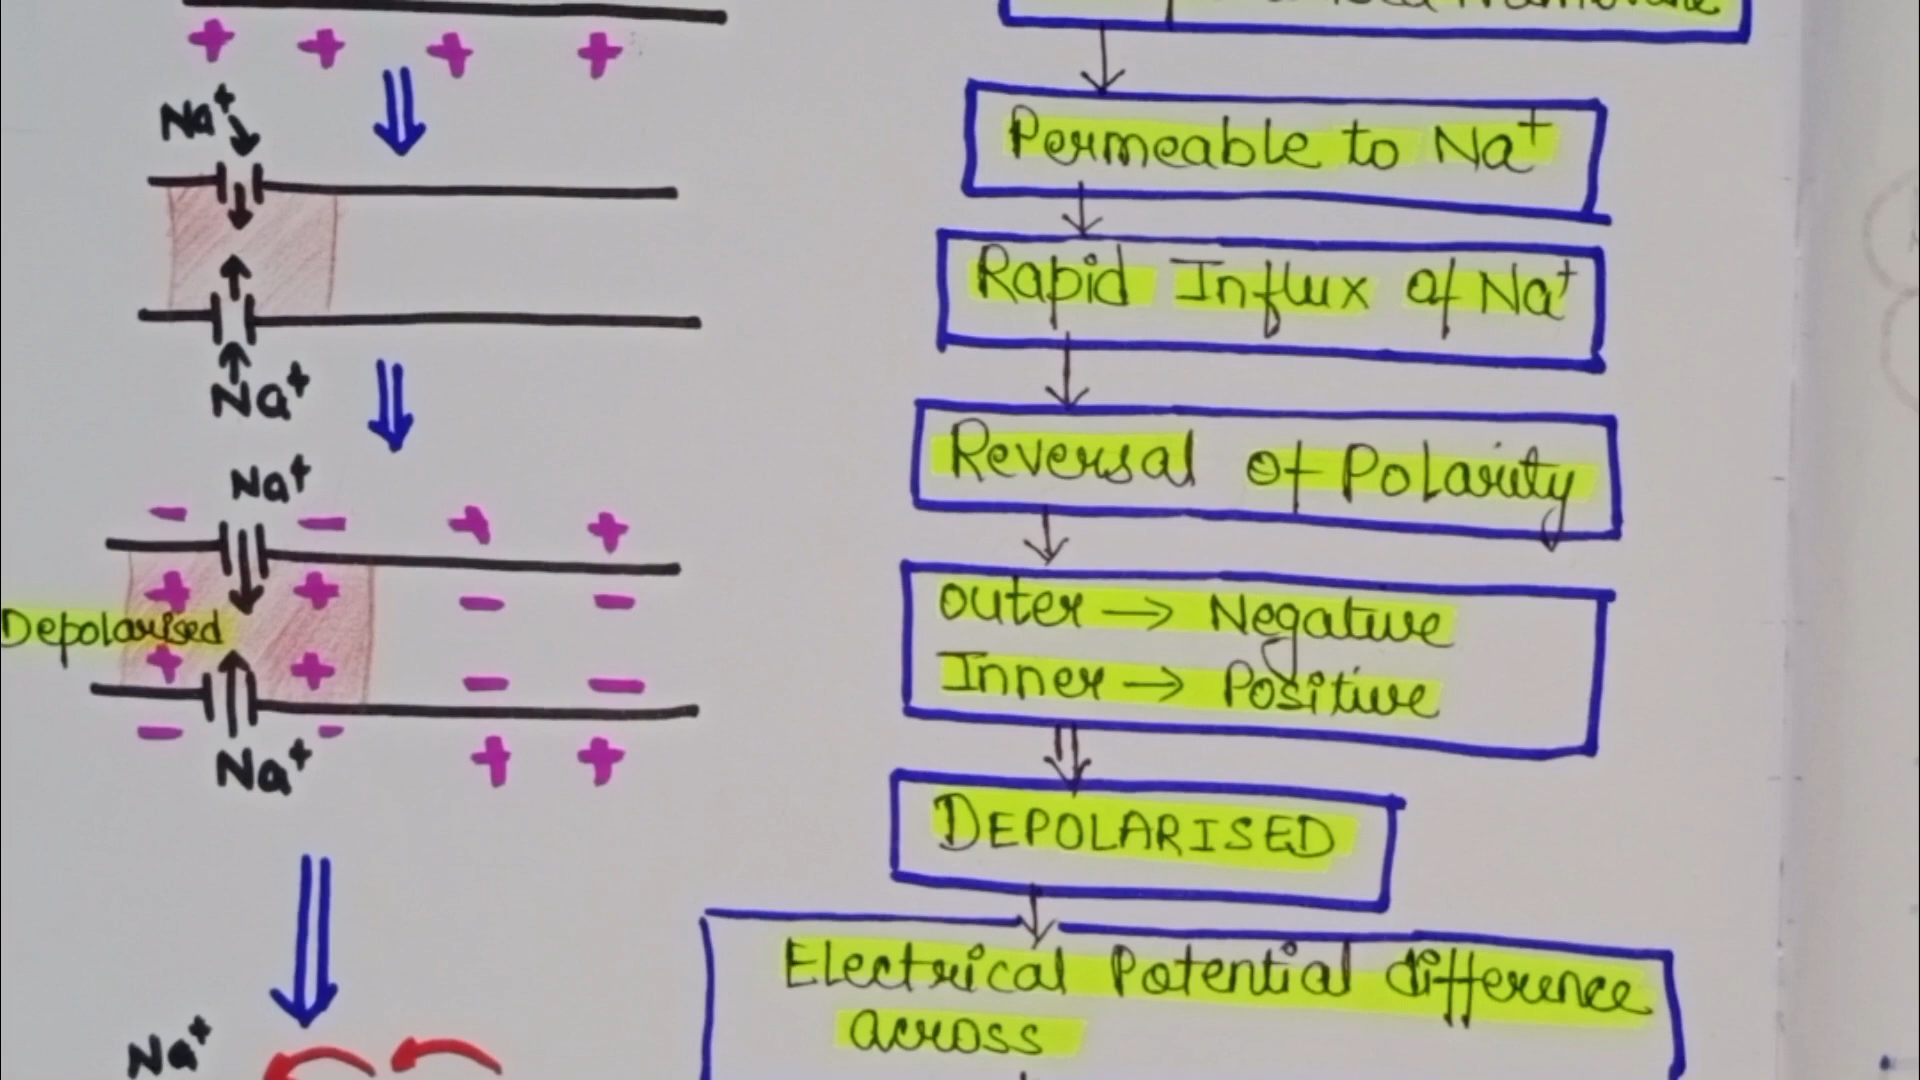 Na⁺
Na⁺
Na⁺
Depolarised
Na⁺
Na⁺
Permeable to Na⁺
Rapid Influx of Na⁺
Reversal of Polarity
outer → Negative
Inner → Positive
DEPOLARISED
Electrical Potential difference
across